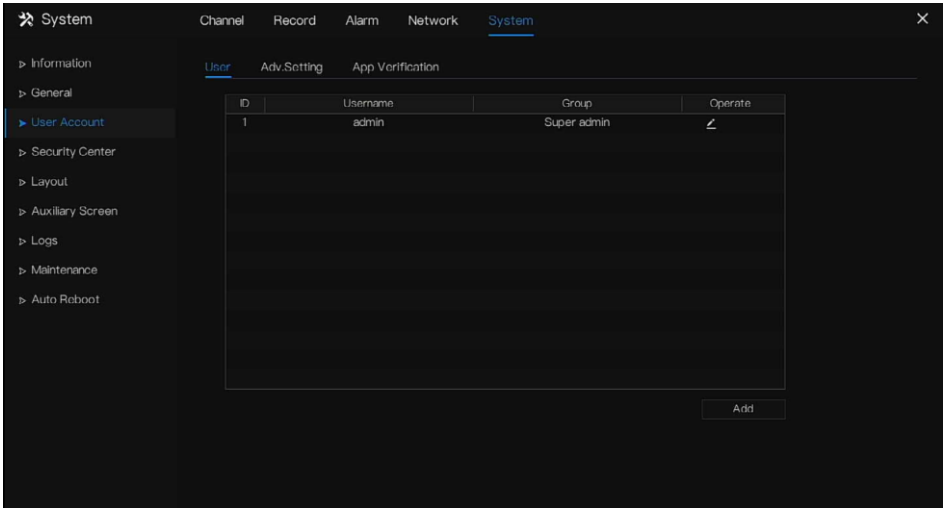 System Channel Record Alarm Network System
Information
User Adv.Setting App Verification
General
ID Username Group Operate
User Account
1 admin Super admin
Security Center
Layout
Auxiliary Screen
Logs
Maintenance
Auto Reboot
Add